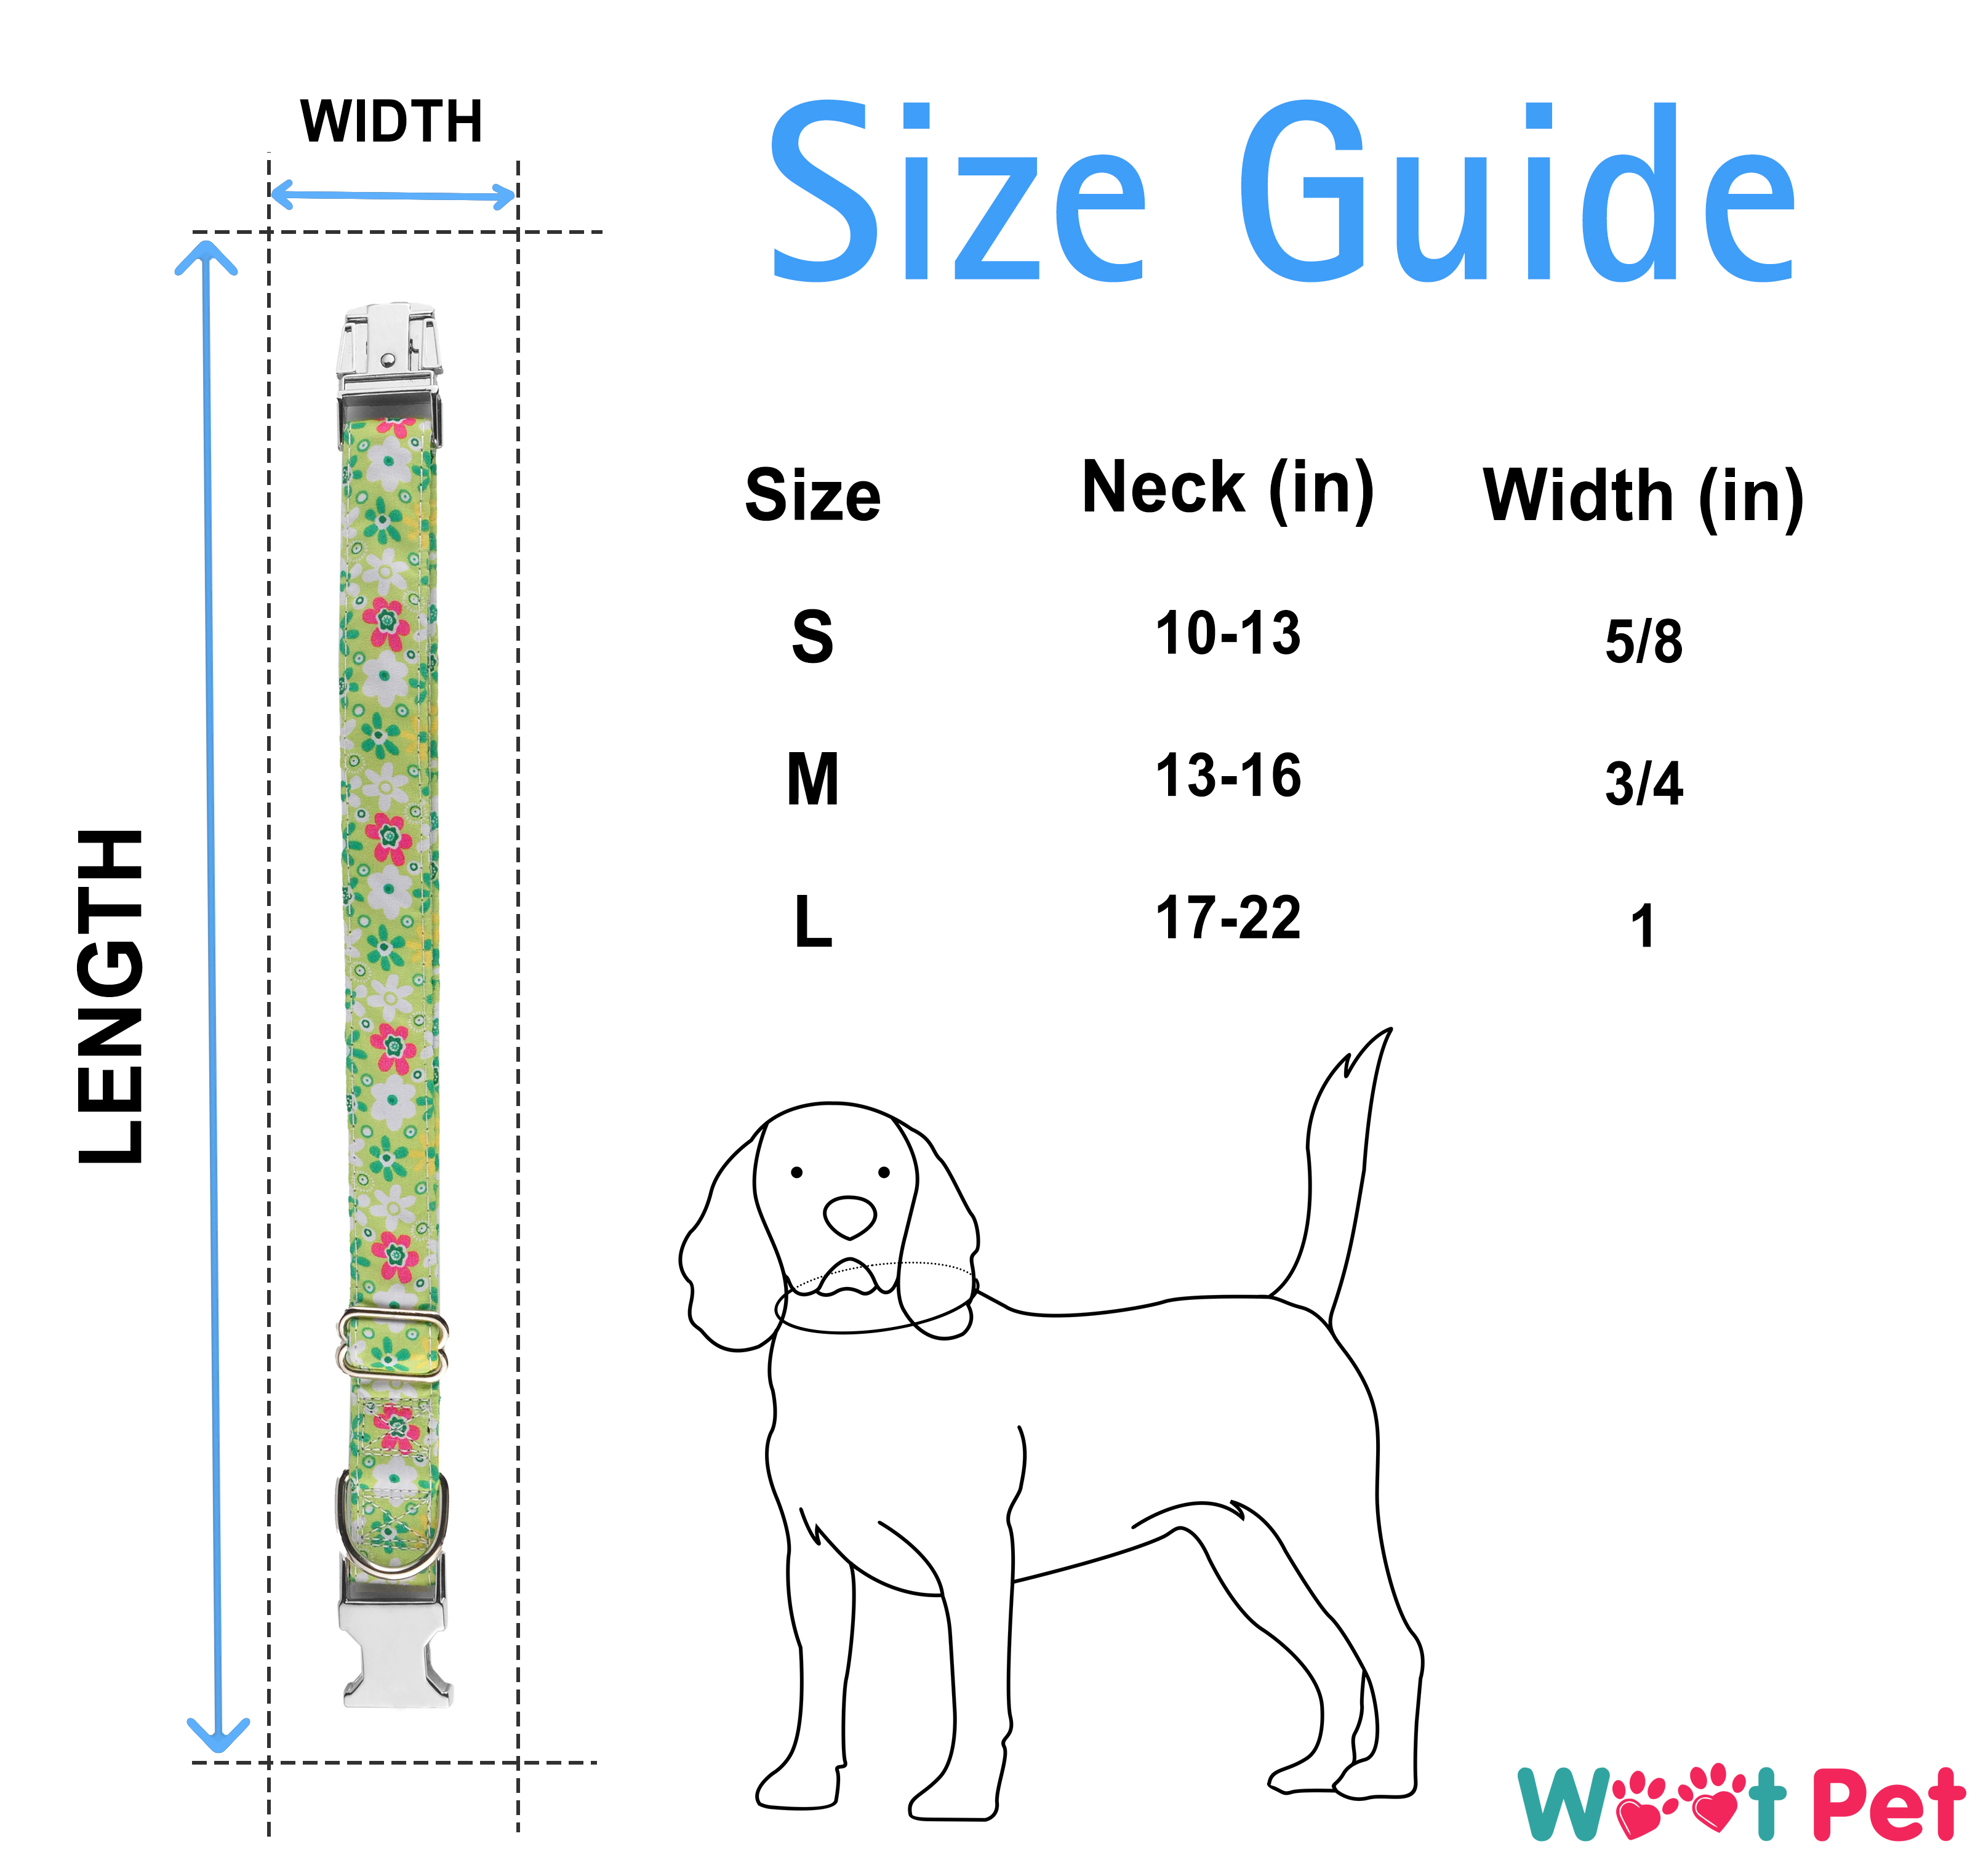 WIDTH
Size Guide
LENGTH
Size Neck (in) Width (in)
S 10-13 5/8
M 13-16 3/4
L 17-22 1
Woot Pet